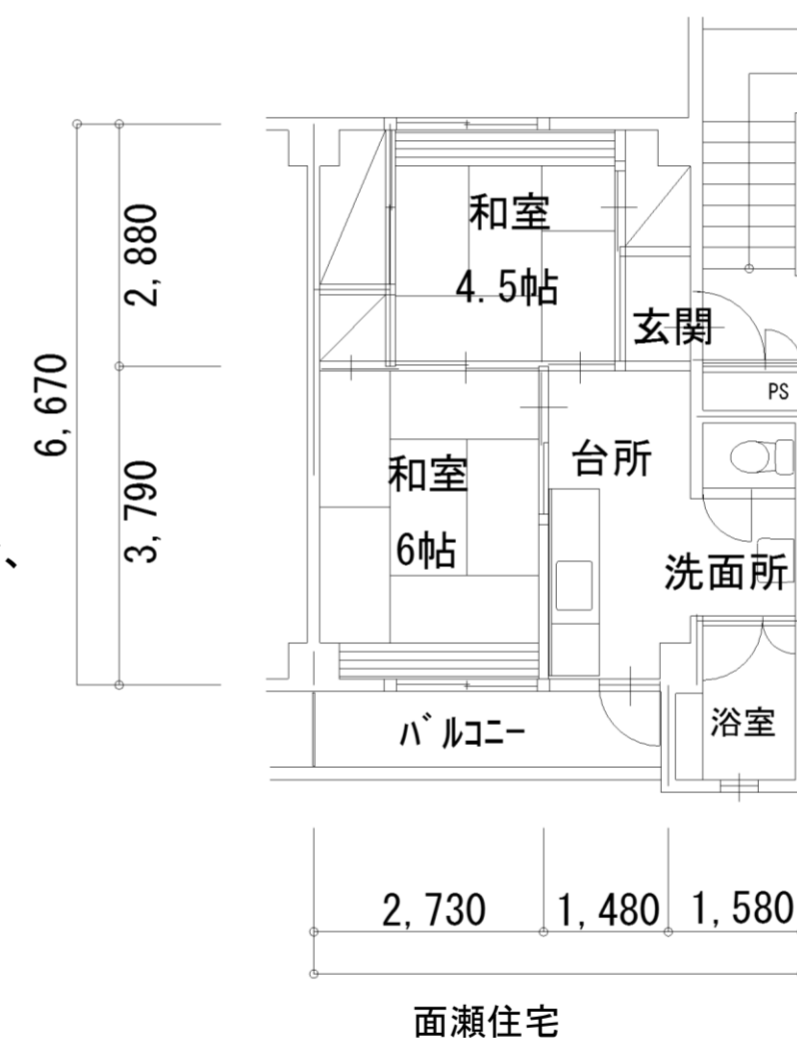 和室
4.5帖
玄関
PS
和室
6帖
台所
洗面所
浴室
バルコニー
2,880
6,670
3,790
、
2,730
1,480
1,580
面瀬住宅